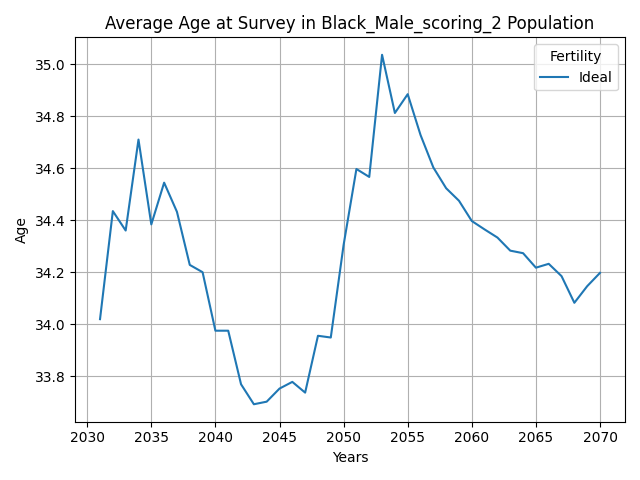 Average Age at Survey in Black_Male_scoring_2 Population
Fertility
Ideal
35.0
34.8
34.6
34.4
34.2
34.0
33.8
Age
2030 2035 2040 2045 2050 2055 2060 2065 2070
Years